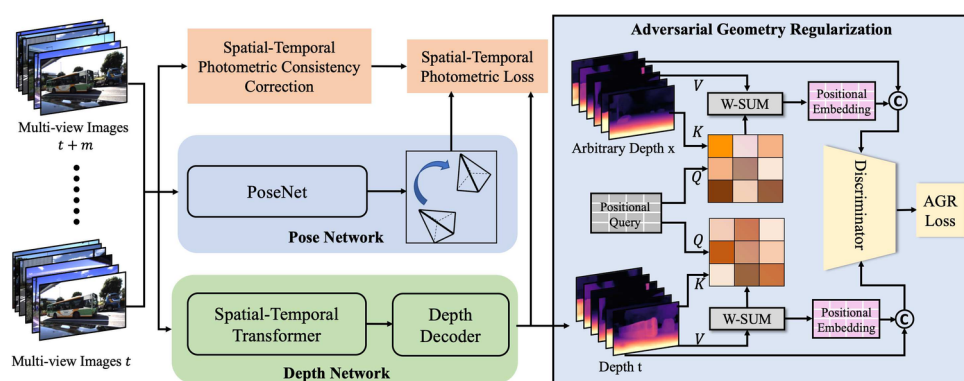 Multi-view Images
t + m
Multi-view Images t
Spatial-Temporal
Photometric Consistency
Correction
Spatial-Temporal
Photometric Loss
PoseNet
Pose Network
Spatial-Temporal
Transformer
Depth
Decoder
Depth Network
Adversarial Geometry Regularization
Arbitrary Depth x
V
K
Q
W-SUM
Positional
Embedding
C
Positional
Query
Discriminator
AGR
Loss
Q
K
V
W-SUM
Positional
Embedding
C
Depth t